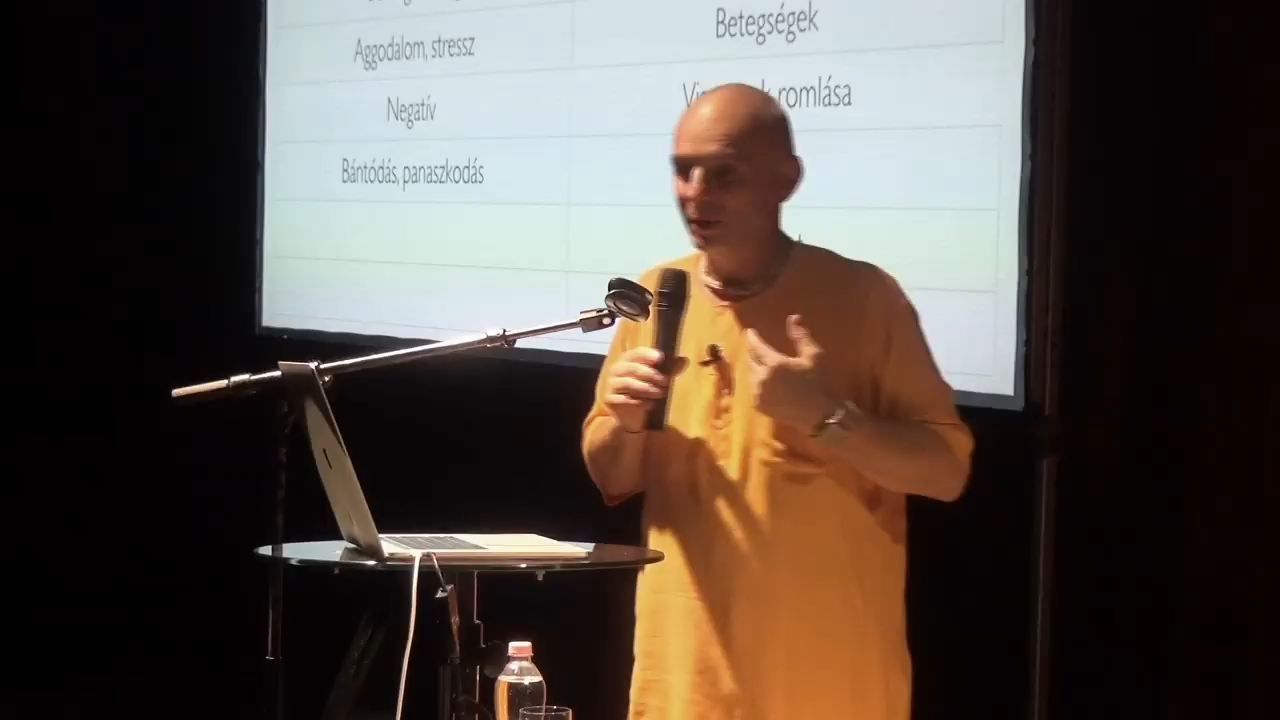 Betegségek
Aggodalom, stressz
romlása
Negatív
Bántódás, panaszkodás